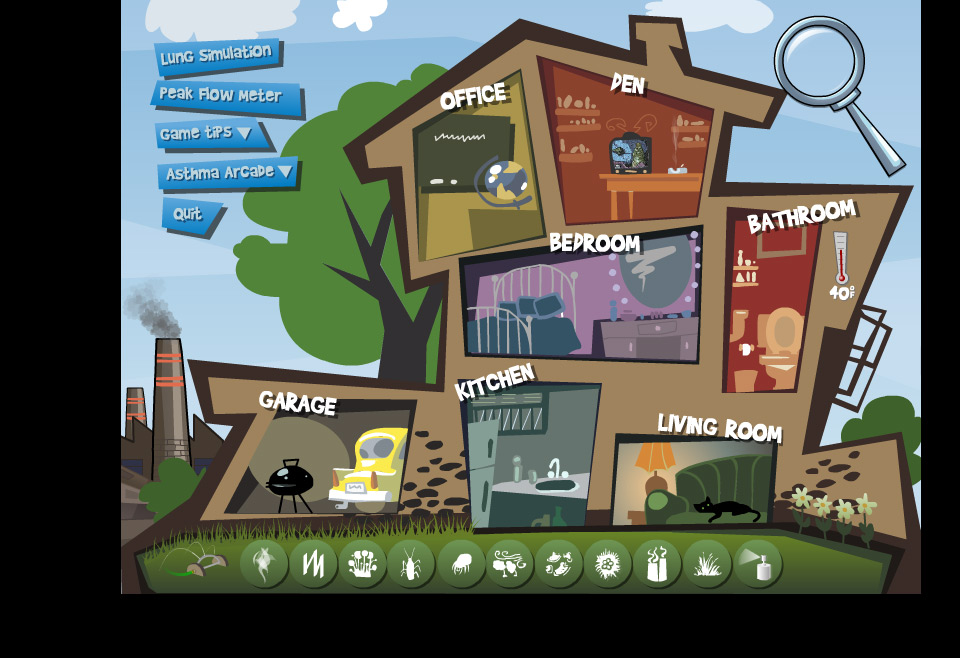 Lung Simulation
Peak Flow Meter
Game tips
Asthma Arcade
Quit
OFFICE
DEN
BEDROOM
BATHROOM
40°F
KITCHEN
GARAGE
LIVING ROOM